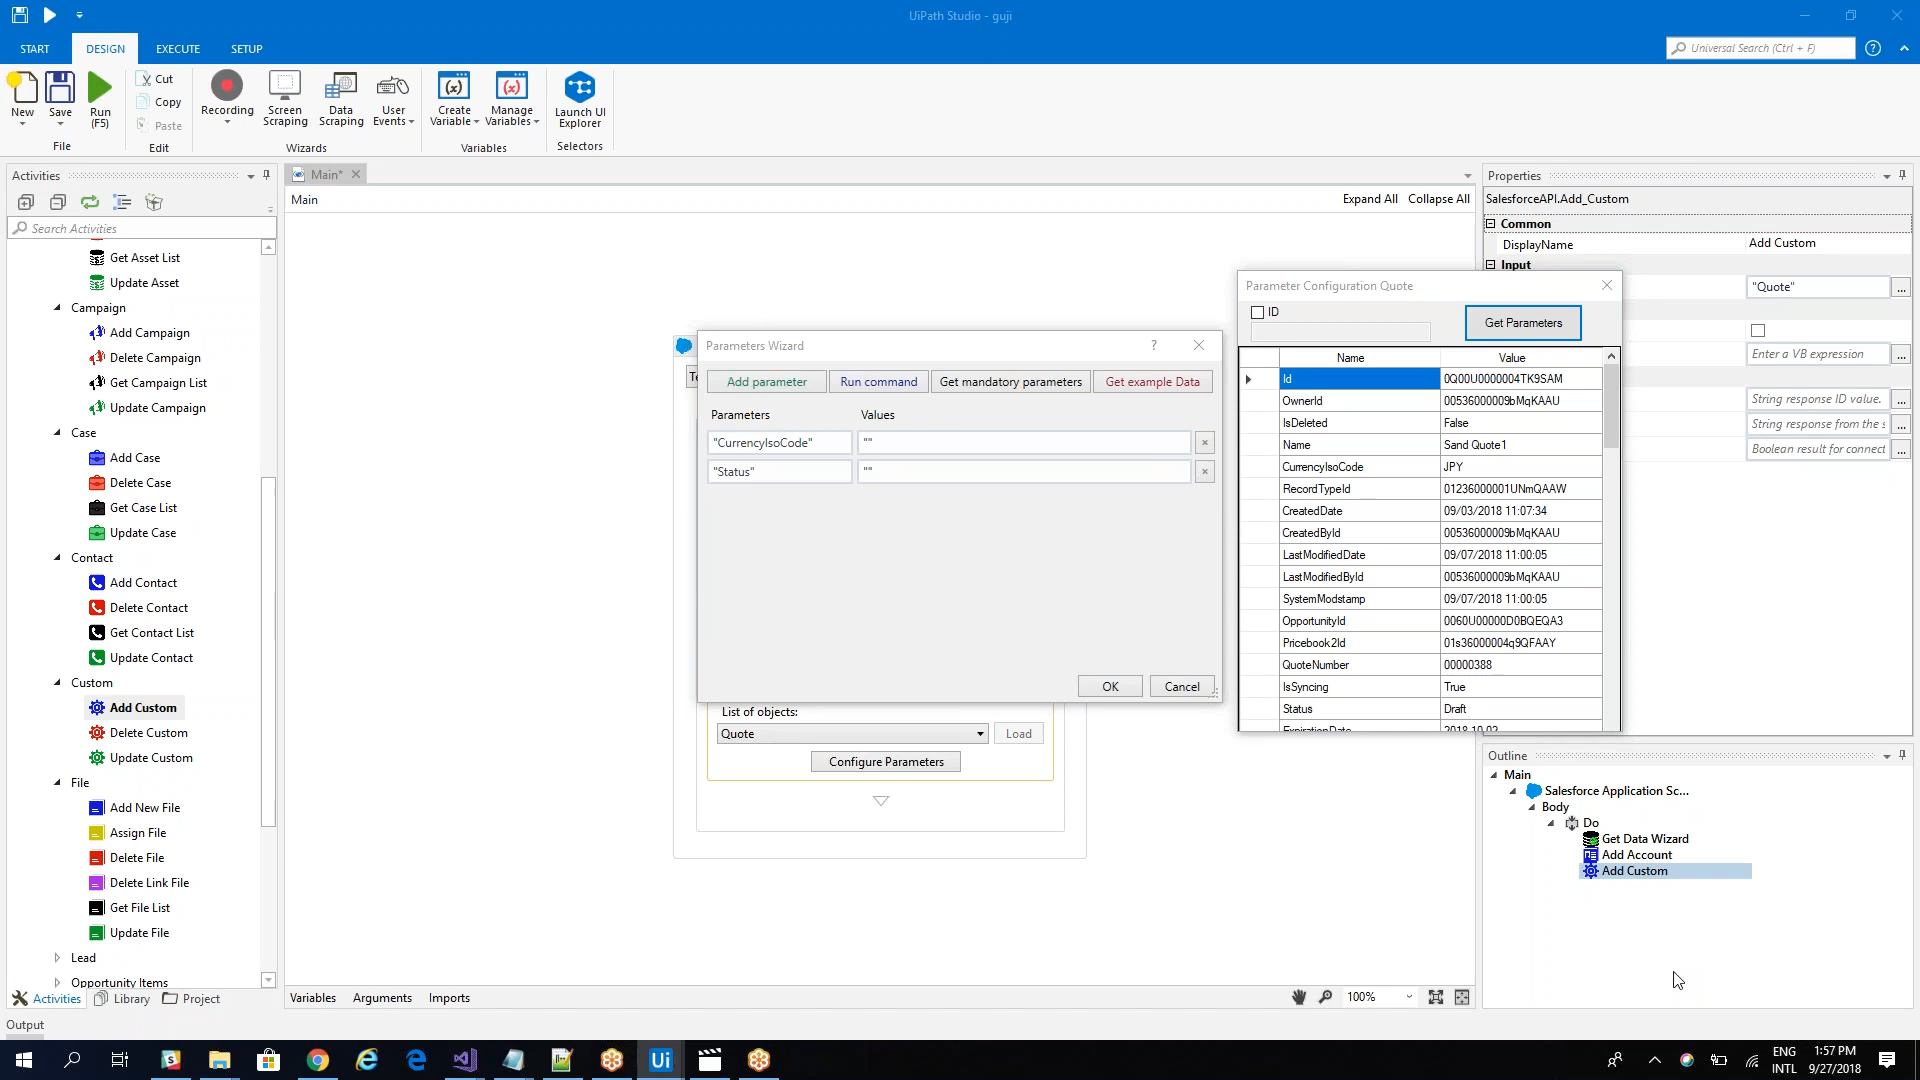 UiPath Studio - guji
START
DESIGN
EXECUTE
SETUP
Universal Search (Ctrl + F)
New
Save
Run
(F5)
Cut
Copy
Paste
Recording
Screen
Scraping
Data
Scraping
User
Events
Create
Variable
Manage
Variables
Launch UI
Explorer
File
Edit
Wizards
Variables
Selectors
Activities
Search Activities
Get Asset List
Update Asset
Campaign
Add Campaign
Delete Campaign
Get Campaign List
Update Campaign
Case
Add Case
Delete Case
Get Case List
Update Case
Contact
Add Contact
Delete Contact
Get Contact List
Update Contact
Custom
Add Custom
Delete Custom
Update Custom
File
Add New File
Assign File
Delete File
Delete Link File
Get File List
Update File
Lead
Opportunity Items
Activities
Library
Project
Output
Main*
Main
Expand All
Collapse All
Te
Parameters Wizard
?
Add parameter
Run command
Get mandatory parameters
Get example Data
Parameters
Values
"CurrencyIsoCode"
""
"Status"
""
OK
Cancel
List of objects:
Quote
Load
Configure Parameters
Variables
Arguments
Imports
100%
Parameter Configuration Quote
ID
Get Parameters
Name
Value
Id
0Q00U0000004TK9SAM
OwnerId
00536000009bMqKAAU
IsDeleted
False
Name
Sand Quote1
CurrencyIsoCode
JPY
RecordTypeId
01236000001UNmQAAW
CreatedDate
09/03/2018 11:07:34
CreatedById
00536000009bMqKAAU
LastModifiedDate
09/07/2018 11:00:05
LastModifiedById
00536000009bMqKAAU
SystemModstamp
09/07/2018 11:00:05
OpportunityId
0060U00000D0BQEQA3
Pricebook2Id
01s36000004q9QFAAY
QuoteNumber
00000388
IsSyncing
True
Status
Draft
ExpirationDate
2018-10-02
Properties
SalesforceAPI.Add_Custom
Common
DisplayName
Add Custom
Input
"Quote"
...
Enter a VB expression
...
String response ID value.
...
String response from the s
...
Boolean result for connect
...
Outline
Main
Salesforce Application Sc...
Body
Do
Get Data Wizard
Add Account
Add Custom
Ui
ENG
INTL
1:57 PM
9/27/2018